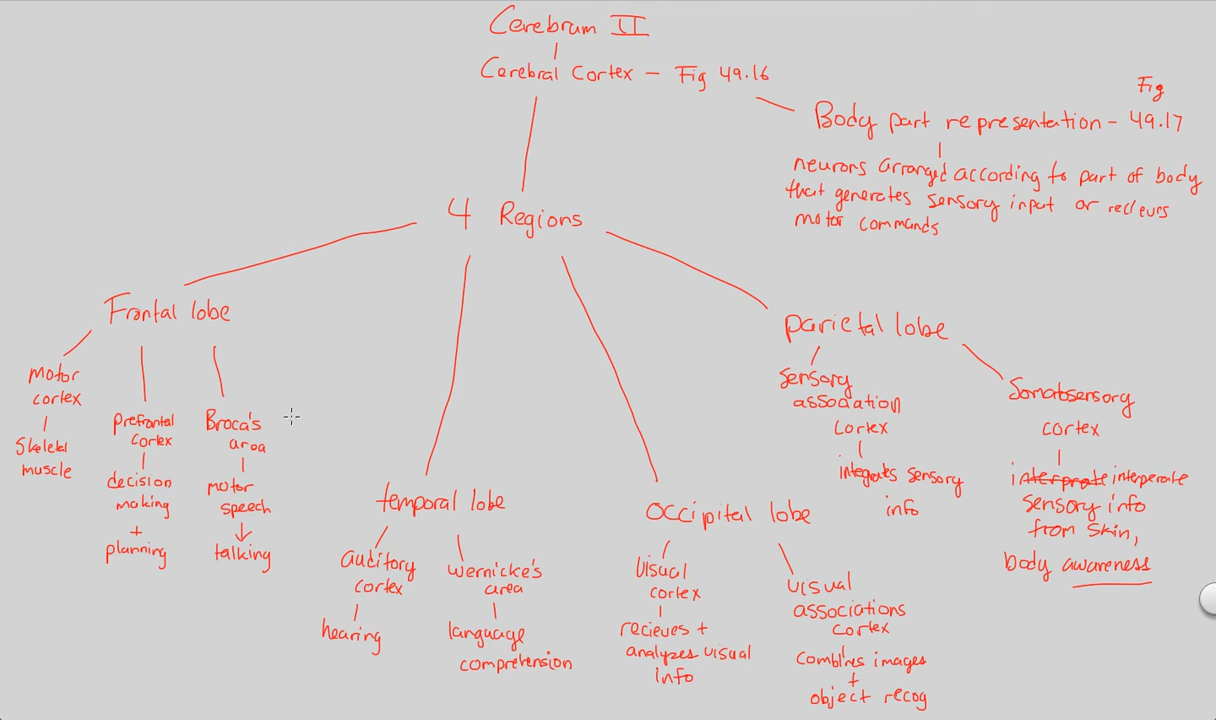 Cerebrum II
Cerebral Cortex - Fig 49.16
Fig
Body part representation - 49.17
neurons arranged according to part of body
that generates sensory input or recieves
motor commands
4 Regions
Frontal lobe
motor
cortex
Skeletal
muscle
Prefrontal
Cortex
decision
making
+
planning
Broca's
area
motor
speech
talking
temporal lobe
auditory
cortex
hearing
Wernicke's
area
language
comprehension
Occipital lobe
Visual
cortex
recieves +
analyzes visual
info
visual
associations
cortex
combines images
+
object recog
parietal lobe
Sensory
association
Cortex
integrates sensory
info
Somatosensory
cortex
interprate interperate
sensory info
from skin,
body awareness